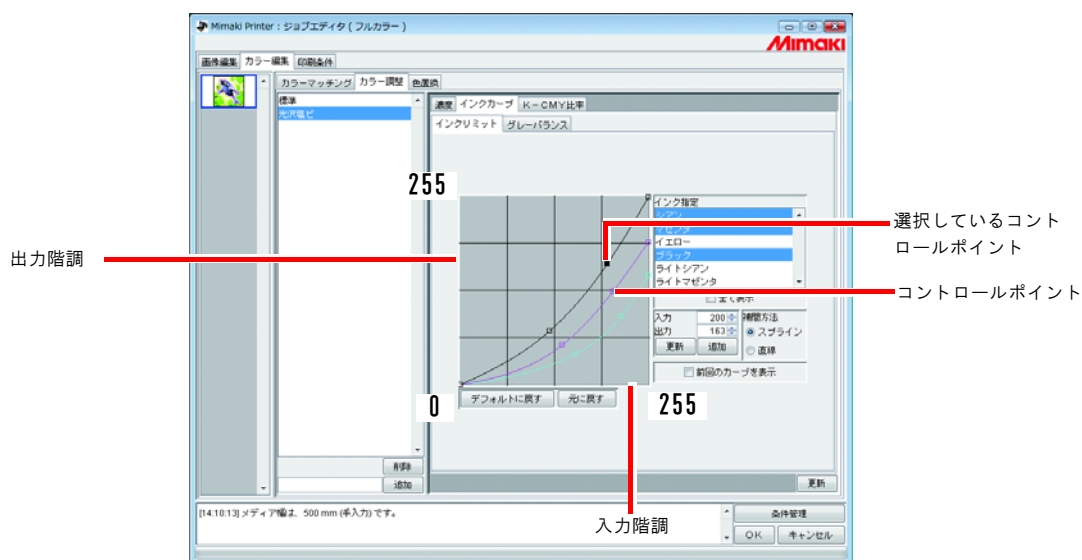 Mimaki Printer : ジョブエディタ ( フルカラー )
Mimaki
画像編集 カラー編集 印刷条件
カラーマッチング カラー調整 色置換
標準
光沢塩ビ
濃度 インクカーブ K－CMY比率
インクリミット グレーバランス
255
出力階調
0
255
入力階調
インク指定
シアン
マゼンタ
イエロー
ブラック
ライトシアン
ライトマゼンタ
全て表示
入力 200
出力 163
更新 追加
補間方法
スプライン
直線
前回のカーブを表示
デフォルトに戻す 元に戻す
選択しているコント
ロールポイント
コントロールポイント
削除
追加
更新
[14:10:13] メディア幅は、500 mm (手入力) です。
条件管理
OK キャンセル